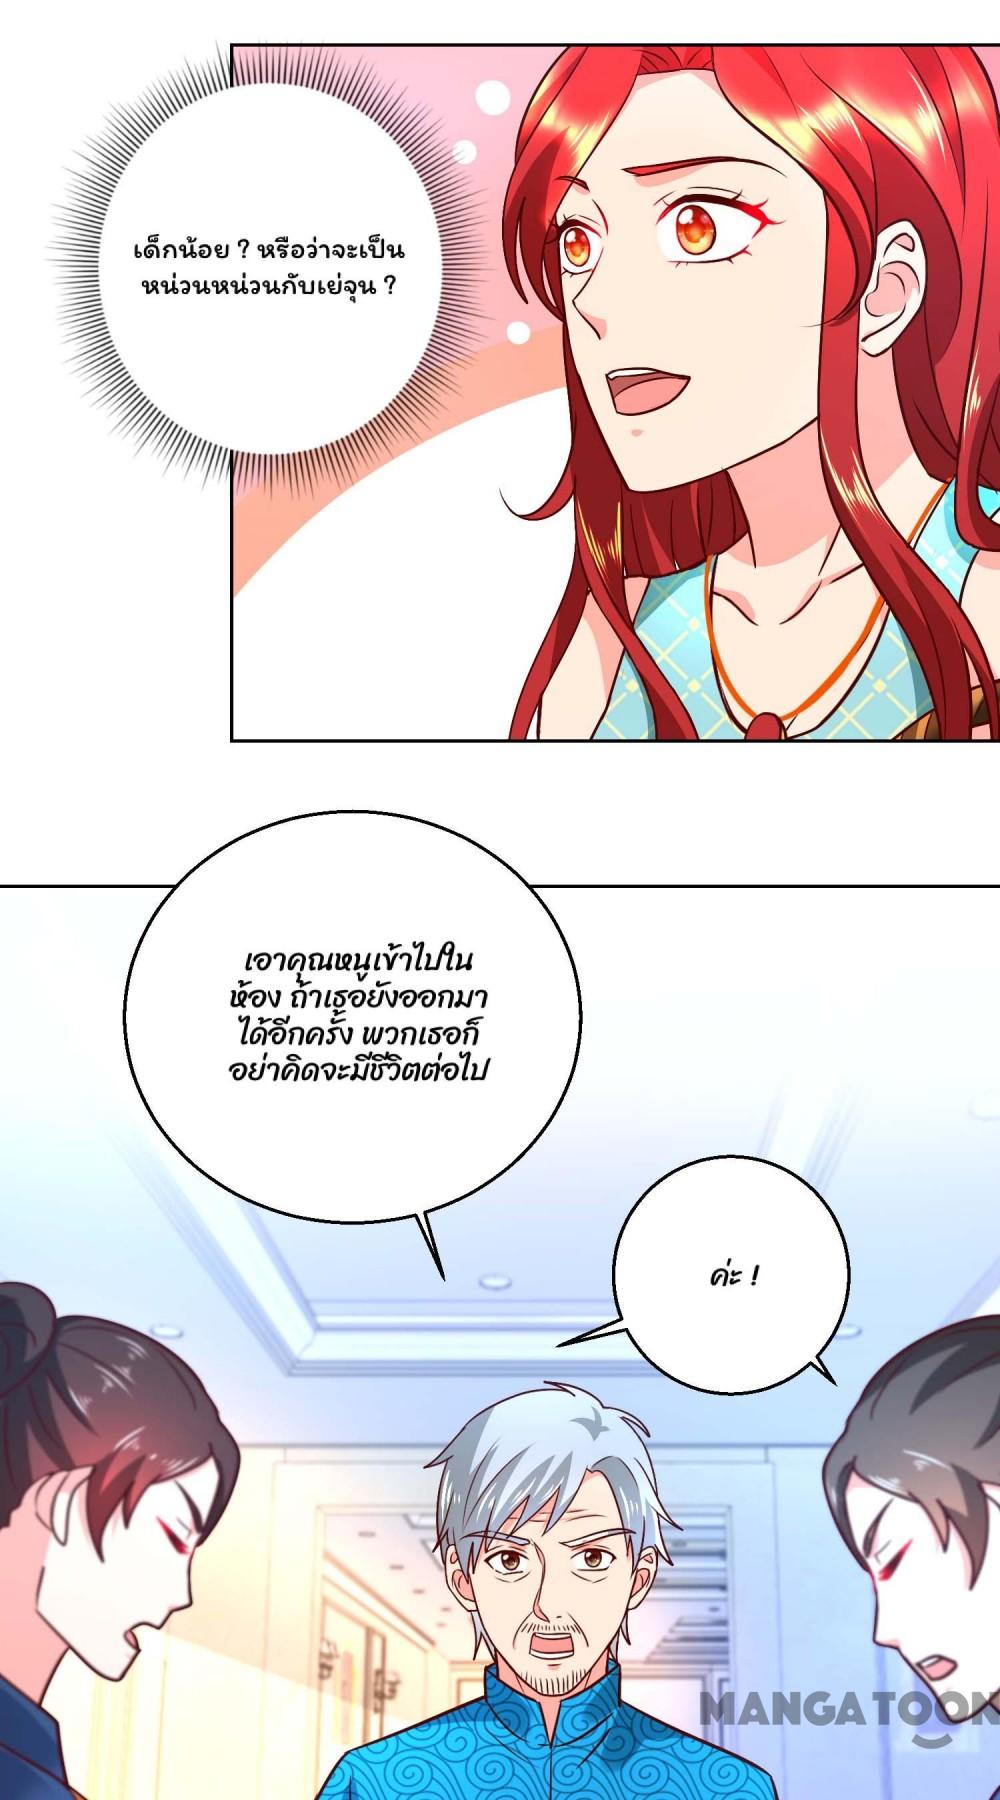 เด็กน้อย ? หรือว่าจะเป็น
หน่วนหน่วนกับเย่จุน ?
เอาคุณหนูเข้าไปใน
ห้อง ถ้าเธอยังออกมา
ได้อีกครั้ง พวกเธอก็
อย่าคิดจะมีชีวิตต่อไป
ค่ะ !
MANGATOON